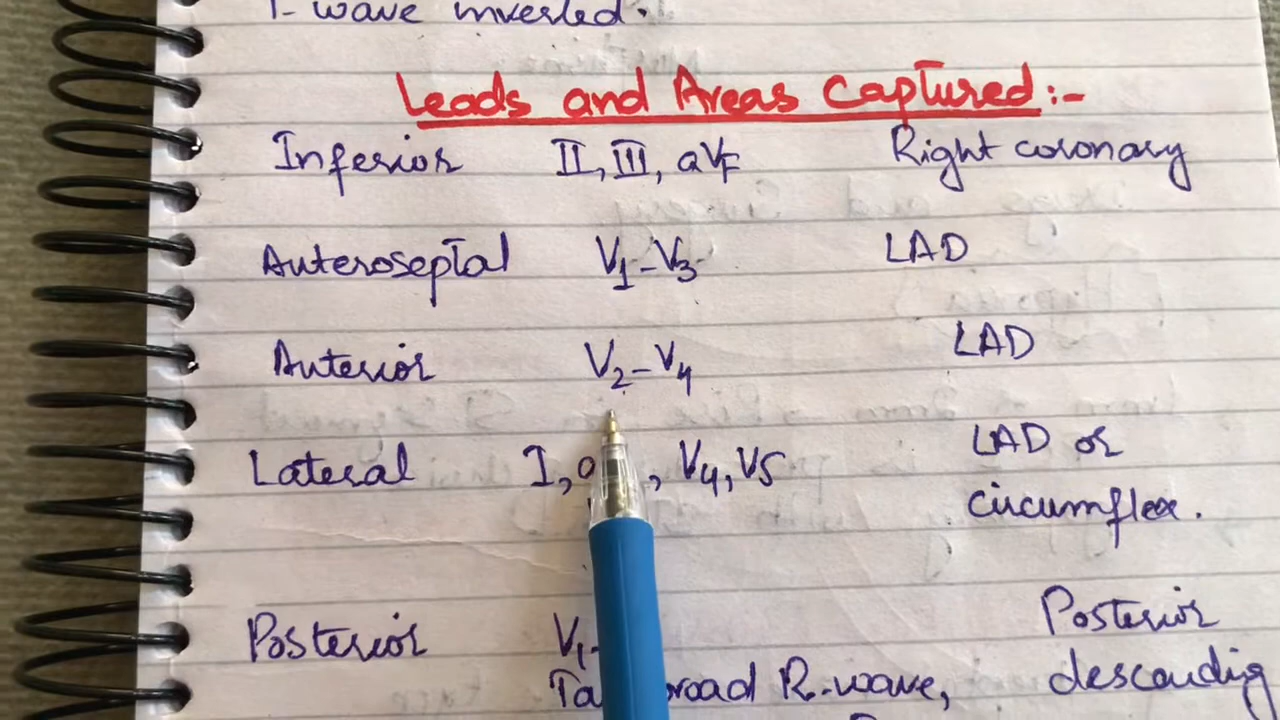 T-wave inverted.
Leads and Areas Captured:-
Inferior II, III, aVF Right coronary
Anteroseptal V1-V3 LAD
Anterior V2-V4 LAD
Lateral I, , V4, V5 LAD or
circumflex.
Posterior V1- Posterior
broad R-wave, descending